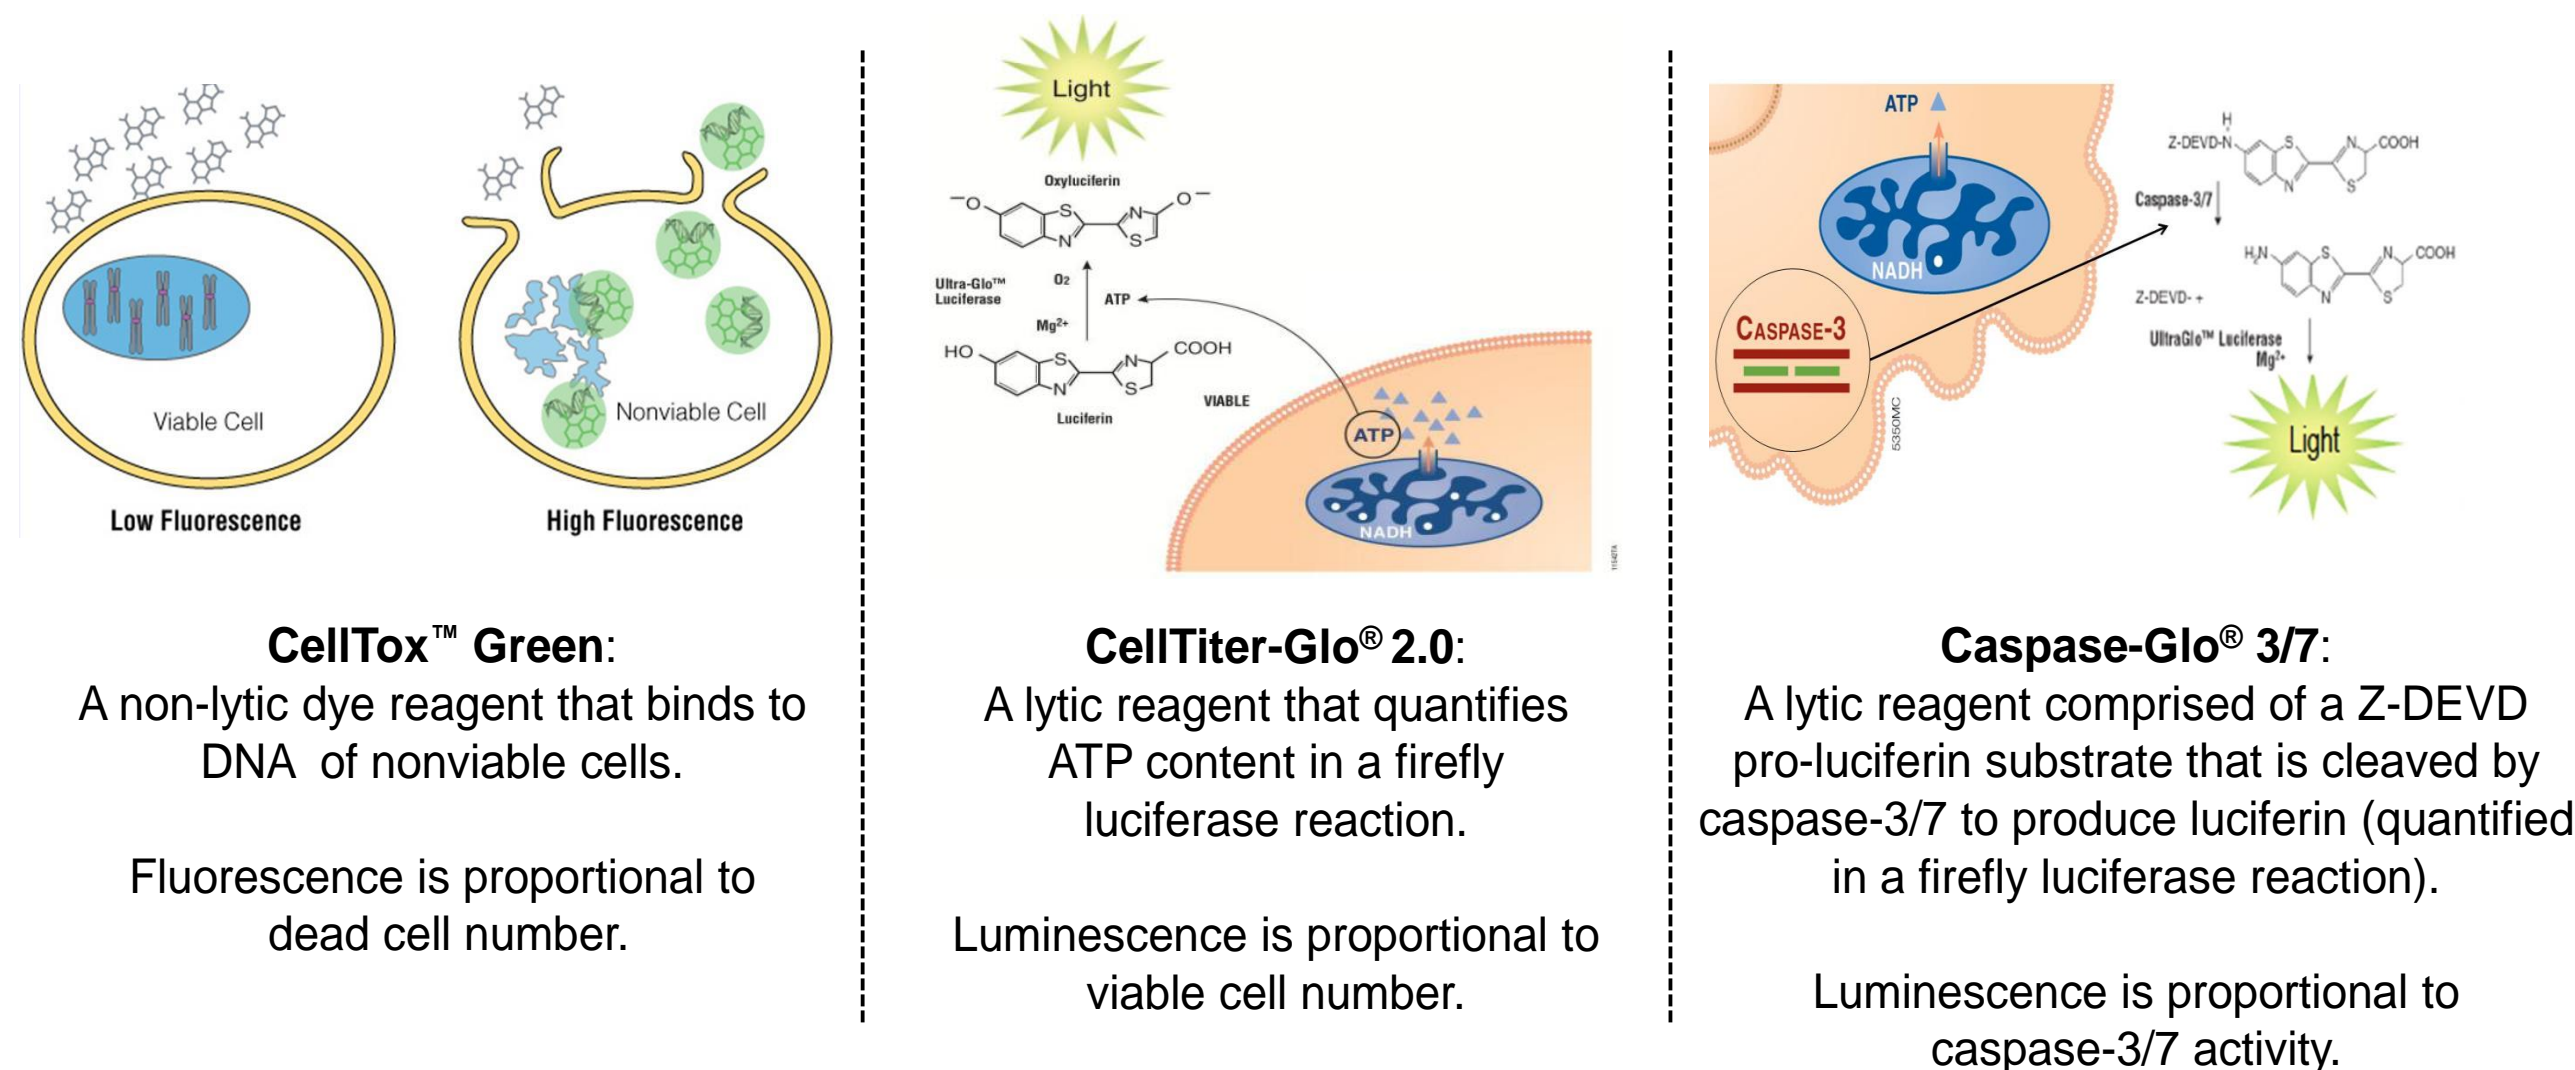 Viable Cell
Nonviable Cell
Low Fluorescence
High Fluorescence
CellTox™ Green:
A non-lytic dye reagent that binds to
DNA of nonviable cells.
Fluorescence is proportional to
dead cell number.
Light
Oxyluciferin
⁻O
S
N
N
S
O⁻
Ultra-Glo™
Luciferase
O2
ATP
Mg²⁺
HO
S
N
N
S
COOH
Luciferin
VIABLE
ATP
NADH
11542TA
CellTiter-Glo® 2.0:
A lytic reagent that quantifies
ATP content in a firefly
luciferase reaction.
Luminescence is proportional to
viable cell number.
ATP
NADH
CASPASE-3
5350MC
H
Z-DEVD-N
S
N
N
S
COOH
Caspase-3/7
H₂N
S
N
N
S
COOH
Z-DEVD- +
UltraGlo™ Luciferase
Mg²⁺
Light
Caspase-Glo® 3/7:
A lytic reagent comprised of a Z-DEVD
pro-luciferin substrate that is cleaved by
caspase-3/7 to produce luciferin (quantified
in a firefly luciferase reaction).
Luminescence is proportional to
caspase-3/7 activity.